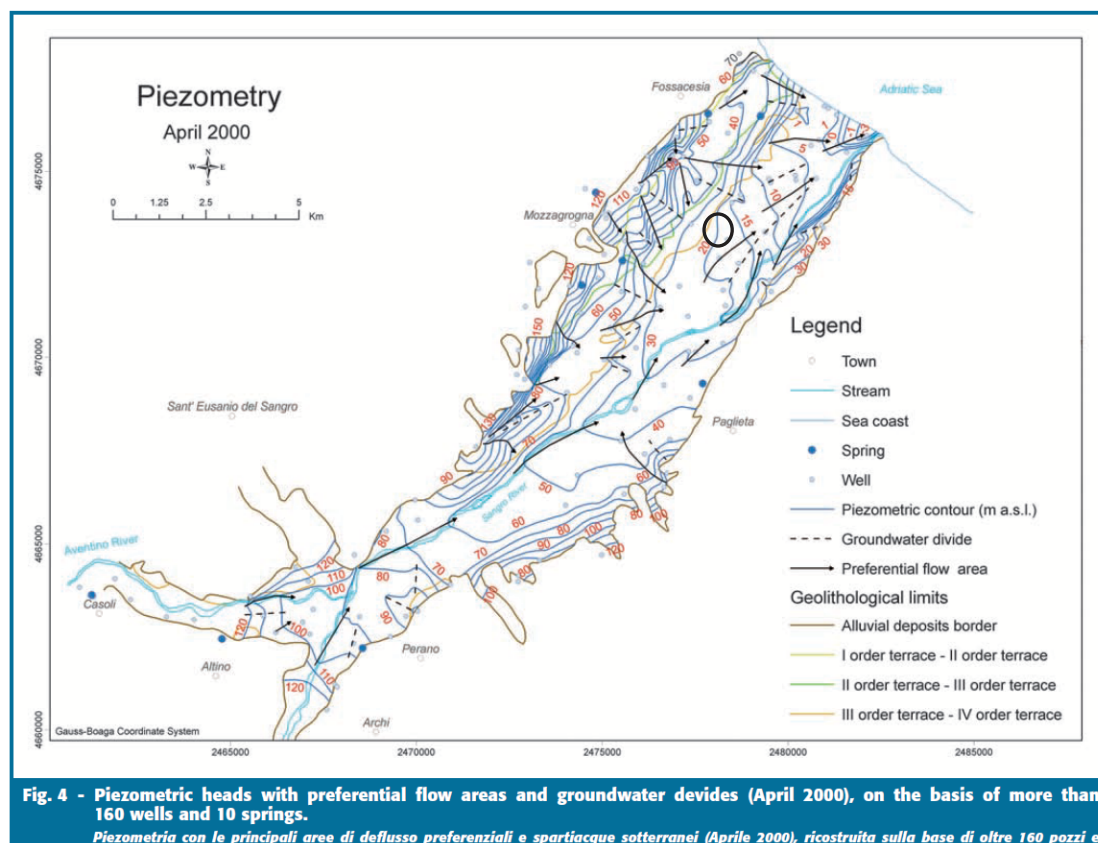 Piezometry
April 2000
N
W E
S
0 1.25 2.5 5
Km
Fossacesia
Adriatic Sea
Mozzagrogna
Sant' Eusanio del Sangro
Paglieta
Sangro River
Aventino River
Casoli
Altino
Perano
Archi
4675000
4670000
4665000
4660000
2465000
2470000
2475000
2480000
2485000
70
60
50
40
120
110
1
5
10
15
20
30
150
80
130
90
100
Legend
Town
Stream
Sea coast
Spring
Well
Piezometric contour (m a.s.l.)
Groundwater divide
Preferential flow area
Geolithological limits
Alluvial deposits border
I order terrace - II order terrace
II order terrace - III order terrace
III order terrace - IV order terrace
Gauss-Boaga Coordinate System
Fig. 4 - Piezometric heads with preferential flow areas and groundwater devides (April 2000), on the basis of more than
160 wells and 10 springs.
Piezometria con le principali aree di deflusso preferenziali e spartiacque sotterranei (Aprile 2000), ricostruita sulla base di oltre 160 pozzi e